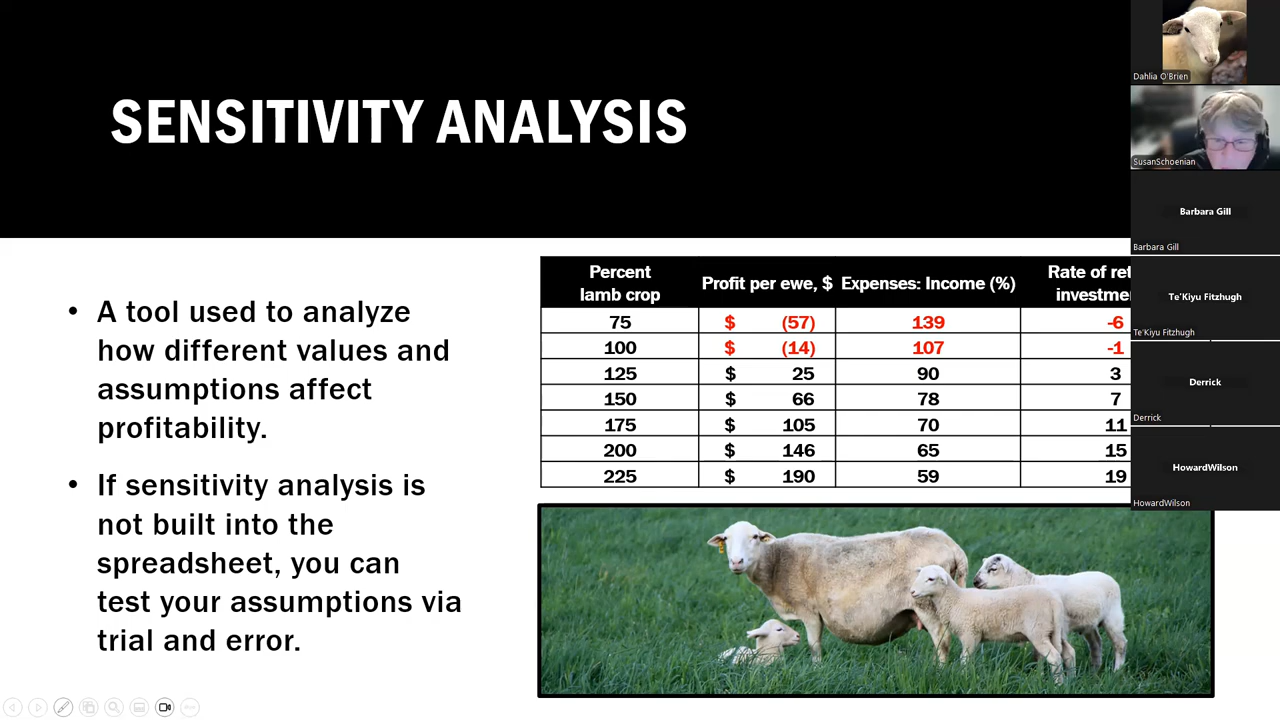 SENSITIVITY ANALYSIS
• A tool used to analyze
how different values and
assumptions affect
profitability.
• If sensitivity analysis is
not built into the
spreadsheet, you can
test your assumptions via
trial and error.
Percent lamb crop Profit per ewe, $ Expenses: Income (%) Rate of
75 $ (57) 139 -6
100 $ (14) 107 -1
125 $ 25 90 3
150 $ 66 78 7
175 $ 105 70 11
200 $ 146 65 15
225 $ 190 59 19
Dahlia O'Brien
SusanSchoenian
Barbara Gill
Barbara Gill
Te'Kiyu Fitzhugh
Te'Kiyu Fitzhugh
Derrick
Derrick
HowardWilson
HowardWilson